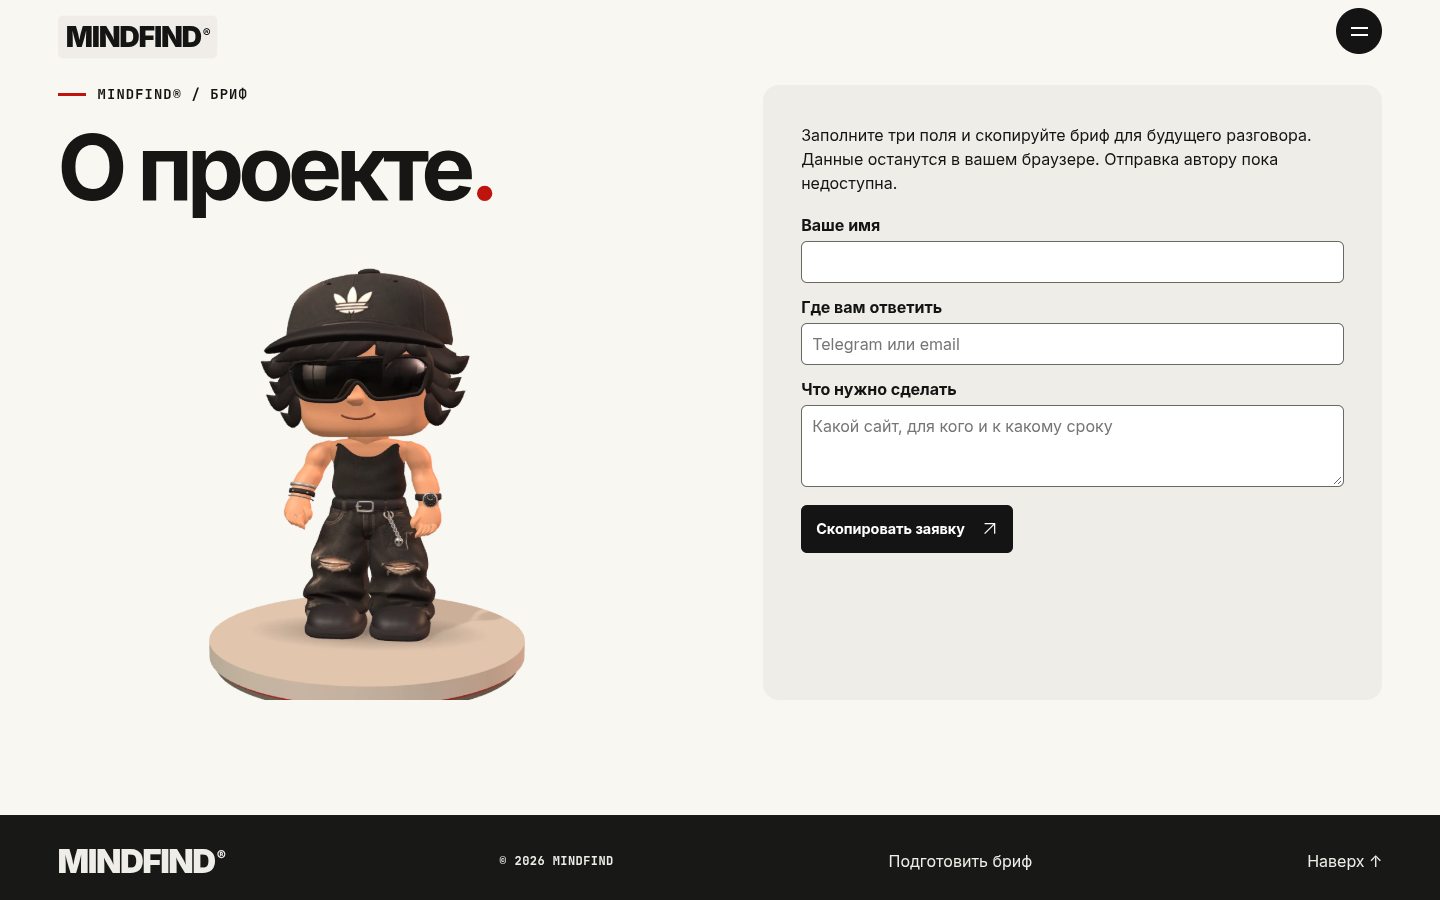 MINDFIND®
MINDFIND® / БРИФ
О проекте.
Заполните три поля и скопируйте бриф для будущего разговора.
Данные останутся в вашем браузере. Отправка автору пока
недоступна.
Ваше имя
Где вам ответить
Telegram или email
Что нужно сделать
Какой сайт, для кого и к какому сроку
Скопировать заявку
MINDFIND®
© 2026 MINDFIND
Подготовить бриф
Наверх ↑